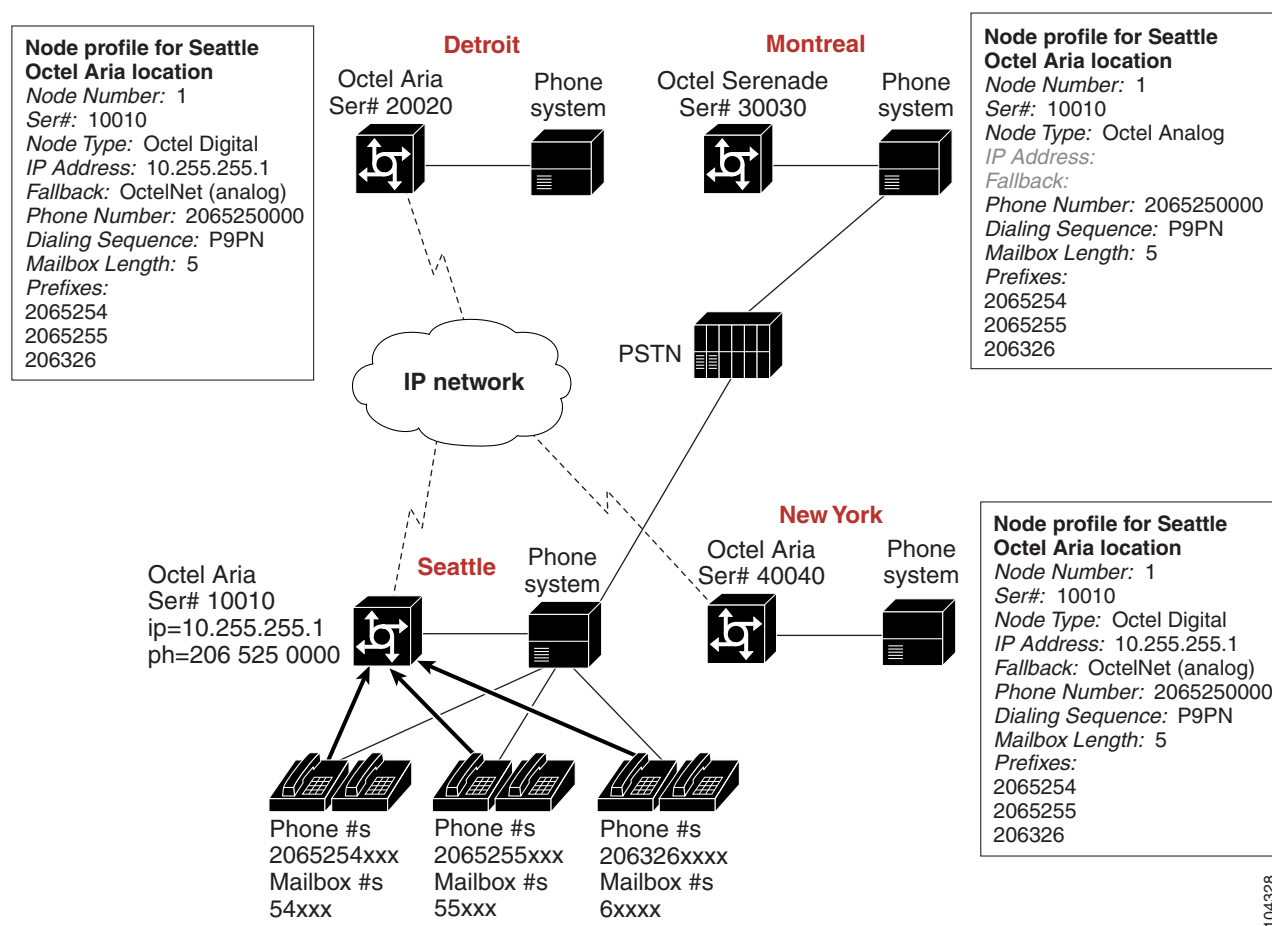 Node profile for Seattle
Octel Aria location
Node Number: 1
Ser#: 10010
Node Type: Octel Digital
IP Address: 10.255.255.1
Fallback: OctelNet (analog)
Phone Number: 2065250000
Dialing Sequence: P9PN
Mailbox Length: 5
Prefixes:
2065254
2065255
206326
Detroit
Octel Aria
Ser# 20020
Phone
system
Montreal
Octel Serenade
Ser# 30030
Phone
system
Node profile for Seattle
Octel Aria location
Node Number: 1
Ser#: 10010
Node Type: Octel Analog
IP Address:
Fallback:
Phone Number: 2065250000
Dialing Sequence: P9PN
Mailbox Length: 5
Prefixes:
2065254
2065255
206326
PSTN
IP network
Seattle
Octel Aria
Ser# 10010
ip=10.255.255.1
ph=206 525 0000
Phone
system
New York
Octel Aria
Ser# 40040
Phone
system
Node profile for Seattle
Octel Aria location
Node Number: 1
Ser#: 10010
Node Type: Octel Digital
IP Address: 10.255.255.1
Fallback: OctelNet (analog)
Phone Number: 2065250000
Dialing Sequence: P9PN
Mailbox Length: 5
Prefixes:
2065254
2065255
206326
Phone #s
2065254xxx
Mailbox #s
54xxx
Phone #s
2065255xxx
Mailbox #s
55xxx
Phone #s
206326xxxx
Mailbox #s
6xxxx
104328